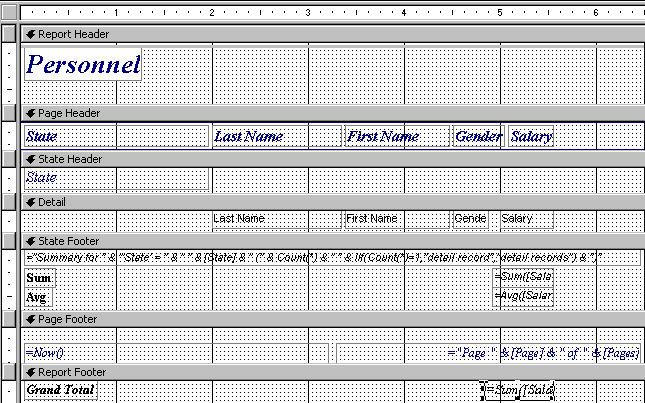 1 2 3 4 5 6
Report Header
Personnel
Page Header
State Last Name First Name Gender Salary
State Header
State
Detail
Last Name First Name Gende Salary
State Footer
="Summary for " & "'State' = " & " " & [State] & " (" & Count(*) & " " & IIf(Count(*)=1,"detail record","detail records") & ")"
Sum =Sum([Sala
Avg =Avg([Salar
Page Footer
=Now() ="Page " & [Page] & " of " & [Pages]
Report Footer
Grand Total =Sum([Sala